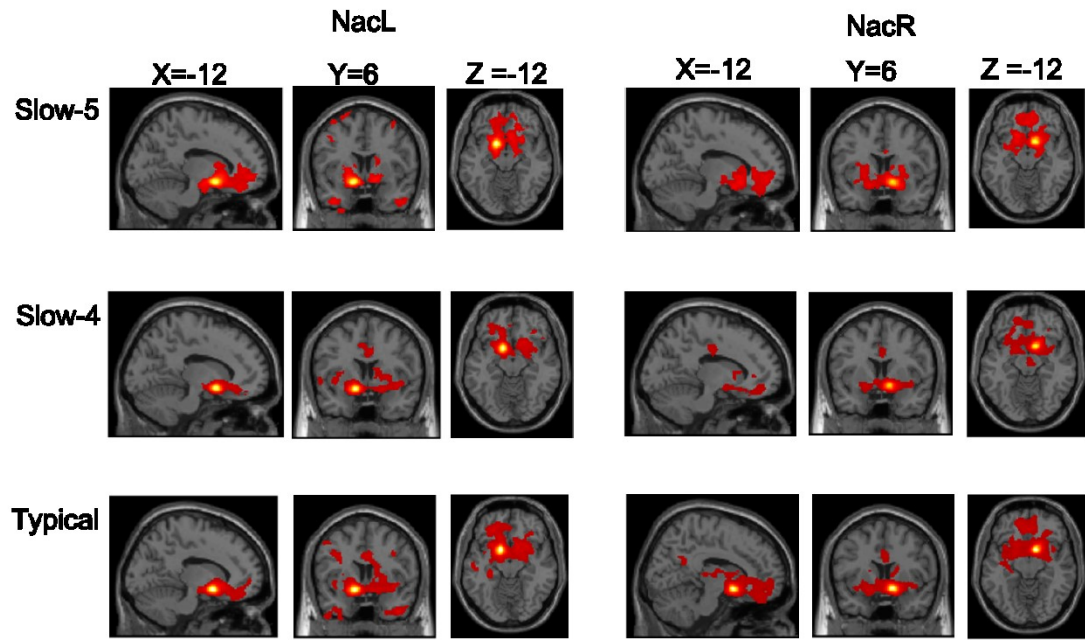 NacL
NacR
X=-12 Y=6 Z =-12 X=-12 Y=6 Z =-12
Slow-5
Slow-4
Typical